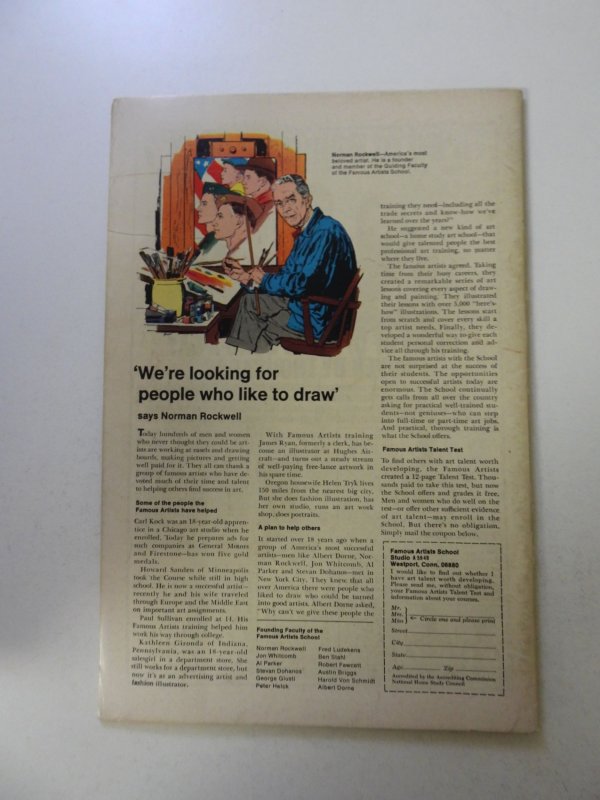 Norman Rockwell—America's most
beloved artist. He is a founder
and member of the Guiding Faculty
of the Famous Artists School.
'We're looking for
people who like to draw'
says Norman Rockwell
Today hundreds of men and women
who never thought they could be art-
ists are working at easels and drawing
boards, making pictures and getting
well paid for it. They all can thank a
group of famous artists who have de-
voted much of their time and talent
to helping others find success in art.
Some of the people the
Famous Artists have helped
Carl Kock was an 18-year-old appren-
tice in a Chicago art studio when he
enrolled. Today he prepares ads for
such companies as General Motors
and Firestone—has won five gold
medals.
Howard Sanden of Minneapolis
took the Course while still in high
school. He is now a successful artist—
recently he and his wife traveled
through Europe and the Middle East
on important art assignments.
Paul Sullivan enrolled at 14. His
Famous Artists training helped him
work his way through college.
Kathleen Gironda of Indiana,
Pennsylvania, was an 18-year-old
salesgirl in a department store. She
still works for a department store, but
now it's as an advertising artist and
fashion illustrator.
With Famous Artists training
James Ryan, formerly a clerk, has be-
come an illustrator at Hughes Air-
craft—and turns out a steady stream
of well-paying free-lance artwork in
his spare time.
Oregon housewife Helen Tryk lives
150 miles from the nearest big city.
But she does fashion illustration, has
her own studio, runs an art work
shop, does portraits.
A plan to help others
It started over 18 years ago when a
group of America's most successful
artists—men like Albert Dorne, Nor-
man Rockwell, Jon Whitcomb, Al
Parker and Stevan Dohanos—met in
New York City. They knew that all
over America there were people who
liked to draw who could be turned
into good artists. Albert Dorne asked,
"Why can't we give these people the
Founding Faculty of the
Famous Artists School
Norman Rockwell
Jon Whitcomb
Al Parker
Stevan Dohanos
George Giusti
Peter Helck
Fred Ludekens
Ben Stahl
Robert Fawcett
Austin Briggs
Harold Von Schmidt
Albert Dorne
training they need—including all the
trade secrets and know-how we've
learned over the years?"
He suggested a new kind of art
school—a home study art school—that
would give talented people the best
professional art training, no matter
where they live.
The famous artists agreed. Taking
time from their busy careers, they
created a remarkable series of art
lessons covering every aspect of draw-
ing and painting. They illustrated
their lessons with over 5,000 "here's-
how" illustrations. The lessons start
from scratch and cover every skill a
top artist needs. Finally, they de-
veloped a wonderful way to give each
student personal correction and ad-
vice all through his training.
The famous artists with the School
are not surprised at the success of
their students. The opportunities
open to successful artists today are
enormous. The School continually
gets calls from all over the country
asking for practical well-trained stu-
dents—not geniuses—who can step
into full-time or part-time art jobs.
And practical, thorough training is
what the School offers.
Famous Artists Talent Test
To find others with art talent worth
developing, the Famous Artists
created a 12-page Talent Test. Thou-
sands paid to take this test, but now
the School offers and grades it free.
Men and women who do well on the
test—or offer other sufficient evidence
of art talent—may enroll in the
School. But there's no obligation.
Simply mail the coupon below.
Famous Artists School
Studio
Westport, Conn. 06880
I would like to find out whether I
have art talent worth developing.
Please send me, without obligation,
your Famous Artists Talent Test and
information about your courses.
Mr.
Mrs.
Miss
Circle one and please print
Street
City
State
Age Zip
Accredited by the Accrediting Commission
National Home Study Council